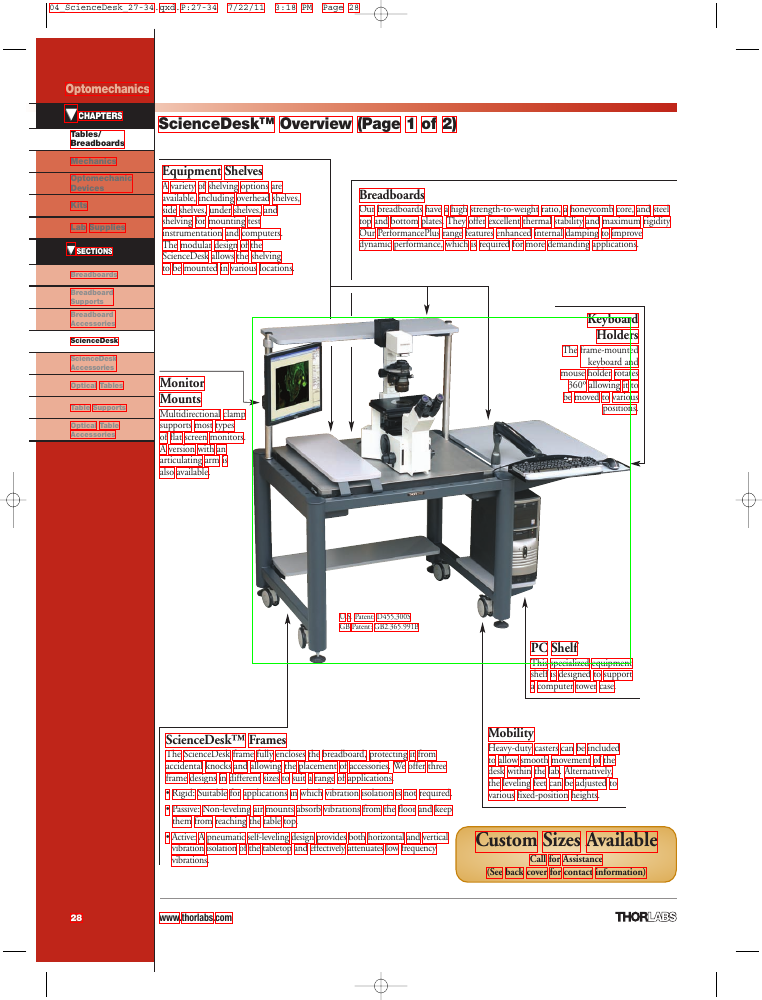 04 ScienceDesk 27-34.qxd.P:27-34 7/22/11 3:18 PM Page 28
Optomechanics
▼ CHAPTERS
Tables/
Breadboards
Mechanics
Optomechanic
Devices
Kits
Lab Supplies
▼ SECTIONS
Breadboards
Breadboard
Supports
Breadboard
Accessories
ScienceDesk
ScienceDesk
Accessories
Optical Tables
Table Supports
Optical Table
Accessories
ScienceDesk™ Overview (Page 1 of 2)
Equipment Shelves
A variety of shelving options are
available, including overhead shelves,
side shelves, under shelves, and
shelving for mounting test
instrumentation and computers.
The modular design of the
ScienceDesk allows the shelving
to be mounted in various locations.
Breadboards
Our breadboards have a high strength-to-weight ratio, a honeycomb core, and steel
top and bottom plates. They offer excellent thermal stability and maximum rigidity.
Our PerformancePlus range features enhanced internal damping to improve
dynamic performance, which is required for more demanding applications.
Keyboard
Holders
The frame-mounted
keyboard and
mouse holder rotates
360° allowing it to
be moved to various
positions.
Monitor
Mounts
Multidirectional clamp
supports most types
of flat screen monitors.
A version with an
articulating arm is
also available.
US Patent D455,300S
GB Patent GB2,365,991B
PC Shelf
This specialized equipment
shelf is designed to support
a computer tower case.
ScienceDesk™ Frames
The ScienceDesk frame fully encloses the breadboard, protecting it from
accidental knocks and allowing the placement of accessories. We offer three
frame designs in different sizes to suit a range of applications.
• Rigid: Suitable for applications in which vibration isolation is not required.
• Passive: Non-leveling air mounts absorb vibrations from the floor and keep
them from reaching the table top.
• Active: A pneumatic self-leveling design provides both horizontal and vertical
vibration isolation of the tabletop and effectively attenuates low frequency
vibrations.
Mobility
Heavy-duty casters can be included
to allow smooth movement of the
desk within the lab. Alternatively,
the leveling feet can be adjusted to
various fixed-position heights.
Custom Sizes Available
Call for Assistance
(See back cover for contact information)
28
www.thorlabs.com
THORLABS